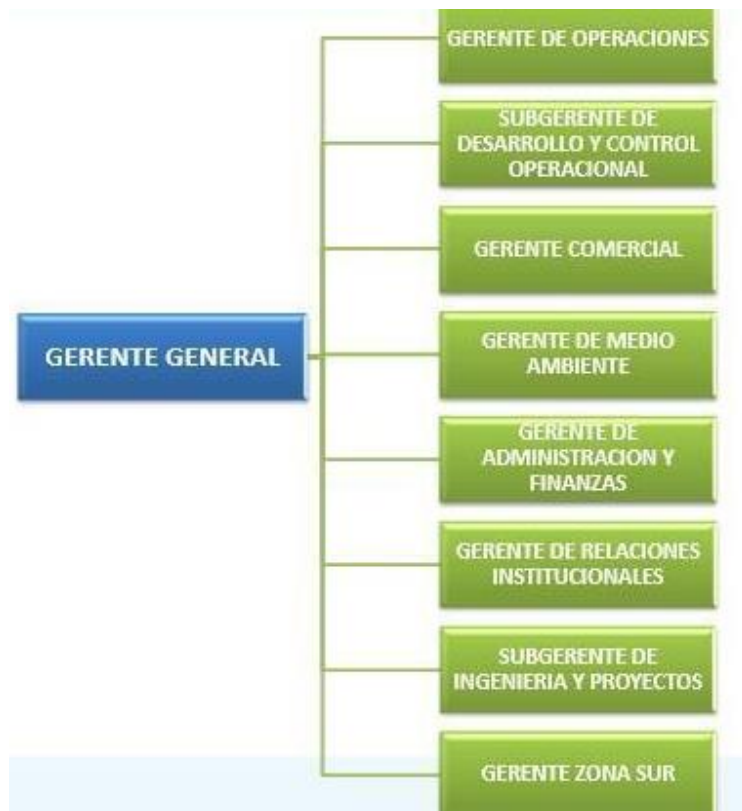 GERENTE DE OPERACIONES
SUBGERENTE DE
DESARROLLO Y CONTROL
OPERACIONAL
GERENTE COMERCIAL
GERENTE GENERAL
GERENTE DE MEDIO
AMBIENTE
GERENTE DE
ADMINISTRACION Y
FINANZAS
GERENTE DE RELACIONES
INSTITUCIONALES
SUBGERENTE DE
INGENIERIA Y PROYECTOS
GERENTE ZONA SUR